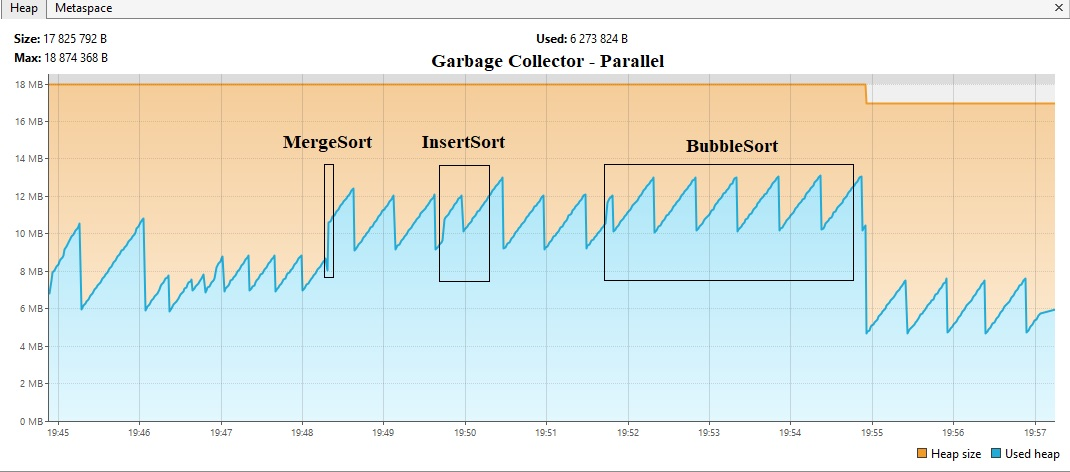 Heap Metaspace ×
Size: 17 825 792 B Used: 6 273 824 B
Max: 18 874 368 B
Garbage Collector - Parallel
18 MB
16 MB
14 MB
12 MB
10 MB
8 MB
6 MB
4 MB
2 MB
0 MB
MergeSort InsertSort BubbleSort
19:45 19:46 19:47 19:48 19:49 19:50 19:51 19:52 19:53 19:54 19:55 19:56 19:57
Heap size Used heap